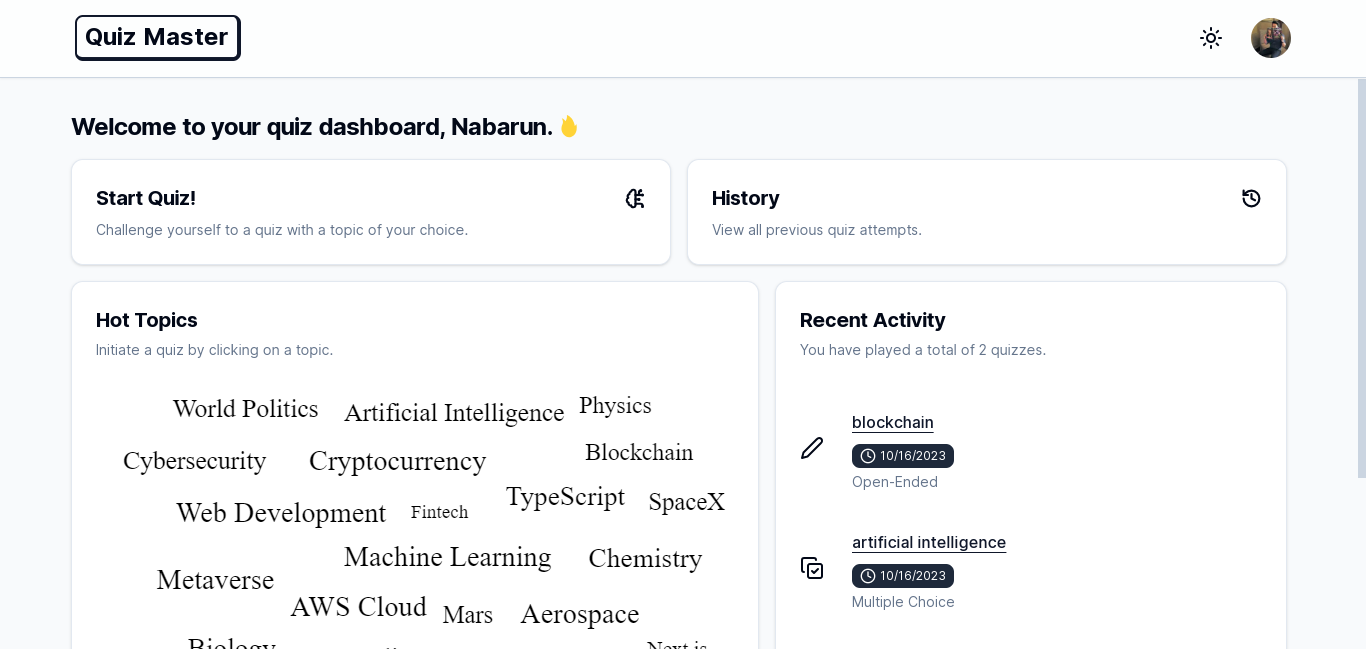 Quiz Master
Welcome to your quiz dashboard, Nabarun.
Start Quiz!
Challenge yourself to a quiz with a topic of your choice.
History
View all previous quiz attempts.
Hot Topics
Initiate a quiz by clicking on a topic.
World Politics Artificial Intelligence Physics
Cybersecurity Cryptocurrency Blockchain
Web Development Fintech TypeScript SpaceX
Machine Learning Chemistry
Metaverse
AWS Cloud Mars Aerospace
Biology
Recent Activity
You have played a total of 2 quizzes.
blockchain
10/16/2023
Open-Ended
artificial intelligence
10/16/2023
Multiple Choice